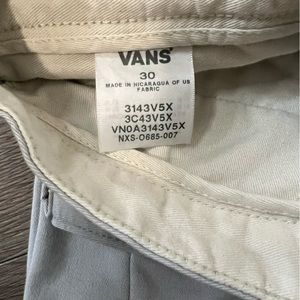 VANS
30
MADE IN NICARAGUA OF US
FABRIC
3143V5X
3C43V5X
VN0A3143V5X
NXS-O685-007